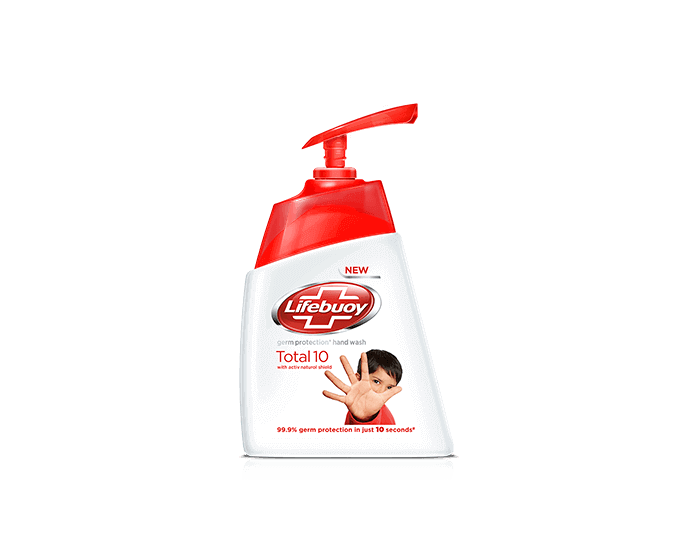 NEW
Lifebuoy
germ protection* hand wash
Total 10
with activ natural shield
99.9% germ protection in just 10 seconds*